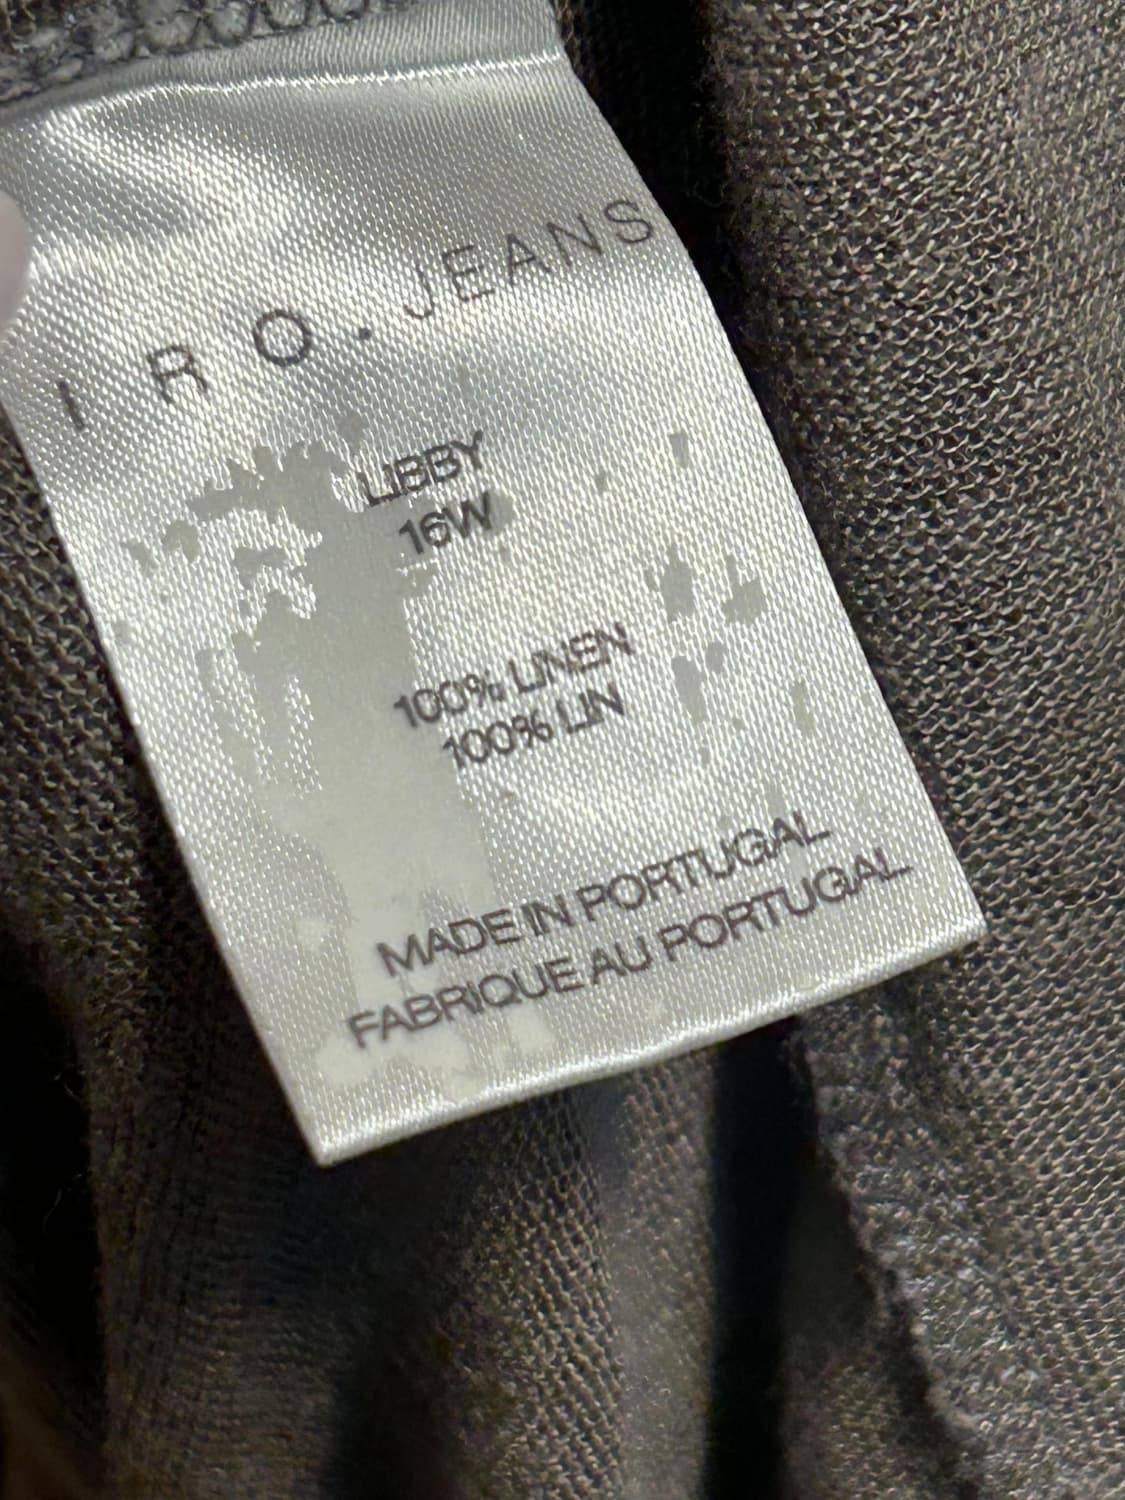 IRO.JEANS
LIBBY
16W
100% LINEN
100% LIN
MADE IN PORTUGAL
FABRIQUE AU PORTUGAL